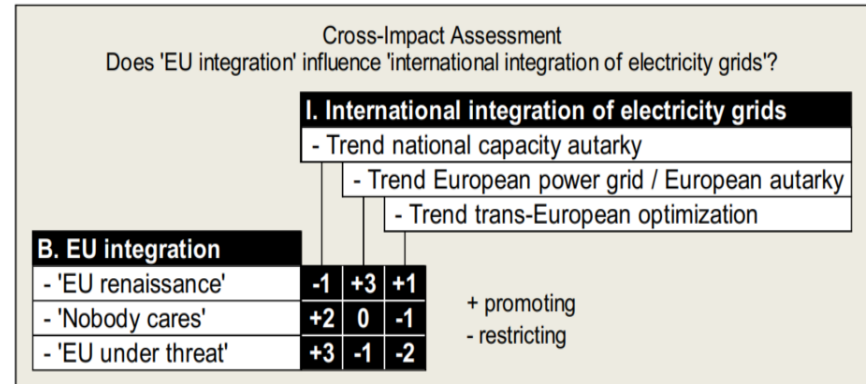 Cross-Impact Assessment
Does 'EU integration' influence 'international integration of electricity grids'?
I. International integration of electricity grids
- Trend national capacity autarky
- Trend European power grid / European autarky
- Trend trans-European optimization
B. EU integration
- 'EU renaissance' -1 +3 +1
- 'Nobody cares' +2 0 -1
- 'EU under threat' +3 -1 -2
+ promoting
- restricting